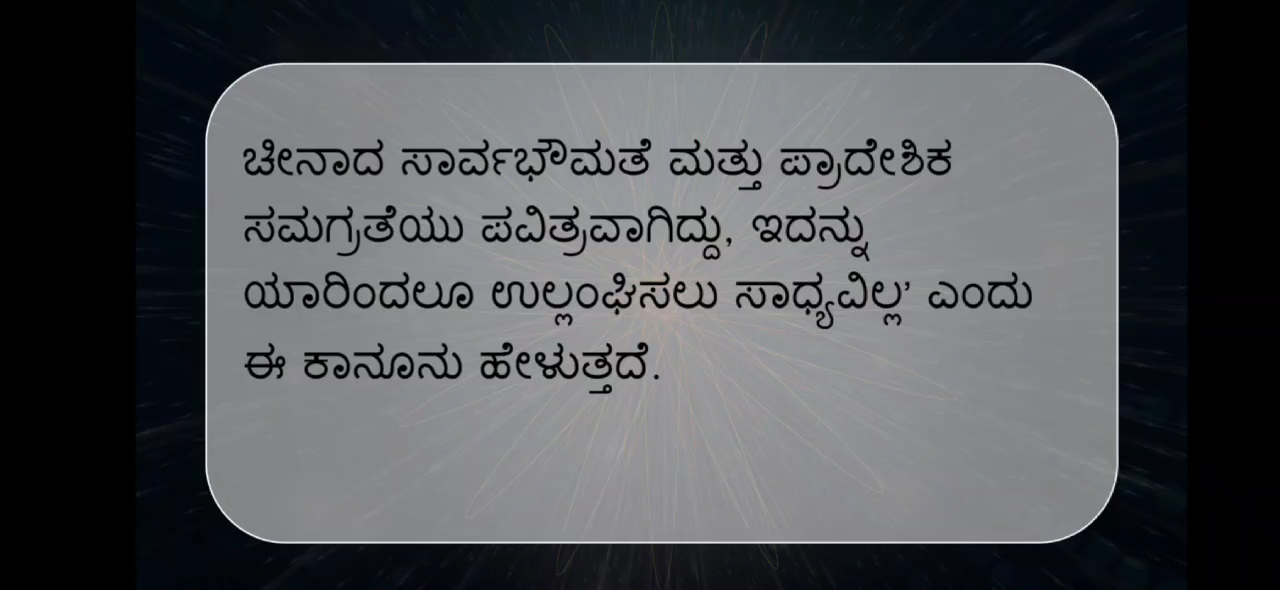 ಚೀನಾದ ಸಾರ್ವಭೌಮತೆ ಮತ್ತು ಪ್ರಾದೇಶಿಕ
ಸಮಗ್ರತೆಯು ಪವಿತ್ರವಾಗಿದ್ದು, ಇದನ್ನು
ಯಾರಿಂದಲೂ ಉಲ್ಲಂಘಿಸಲು ಸಾಧ್ಯವಿಲ್ಲ’ ಎಂದು
ಈ ಕಾನೂನು ಹೇಳುತ್ತದೆ.